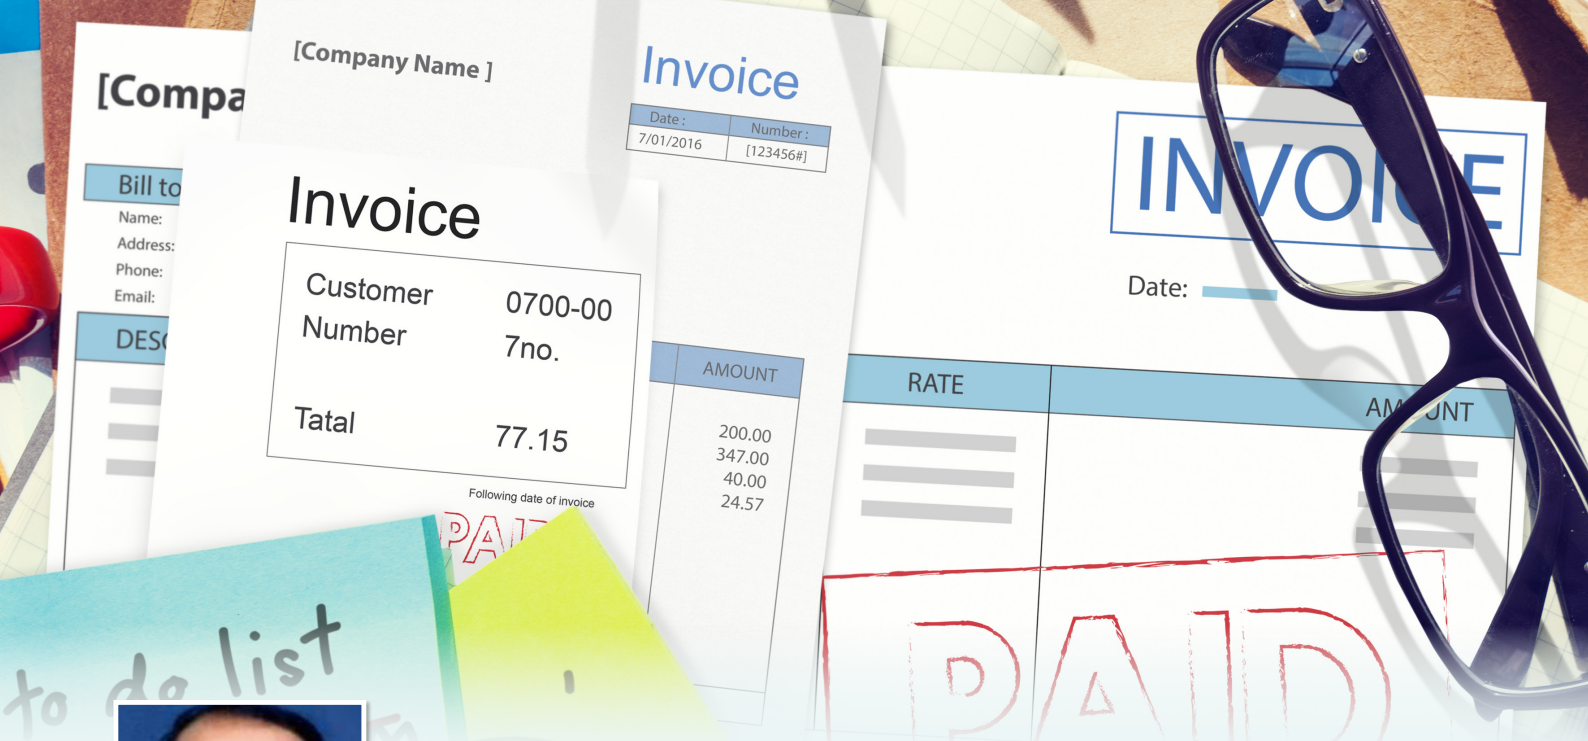 [Compa
Bill to
Name:
Address:
Phone:
Email:
DESC
[Company Name ]
Invoice
Date : Number :
7/01/2016 [123456#]
AMOUNT
200.00
347.00
40.00
24.57
Invoice
Customer 0700-00
Number 7no.
Tatal 77.15
Following date of invoice
PAID
INVOICE
Date:
RATE AMOUNT
PAID
to do list